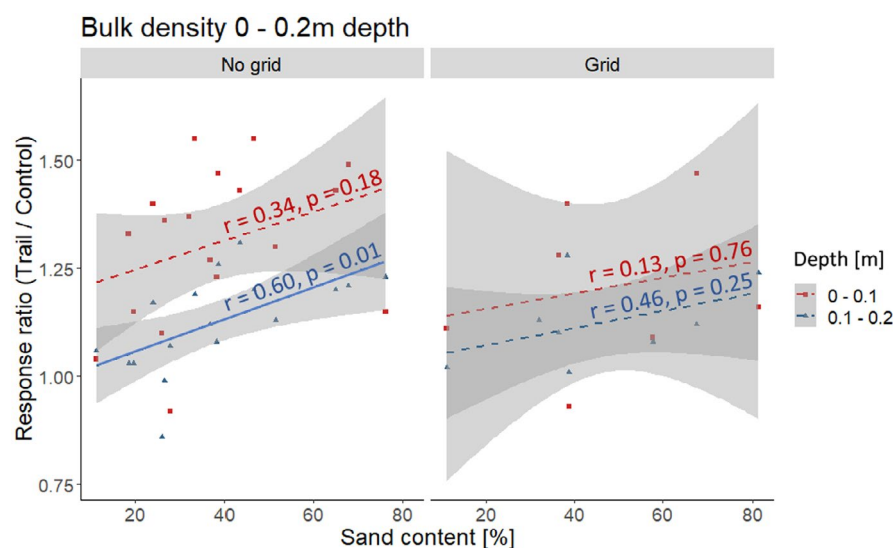 Bulk density 0 - 0.2m depth
No grid
Grid
Response ratio (Trail / Control)
1.50
1.25
1.00
0.75
r = 0.34, p = 0.18
r = 0.60, p = 0.01
r = 0.13, p = 0.76
r = 0.46, p = 0.25
Depth [m]
0 - 0.1
0.1 - 0.2
20 40 60 80 20 40 60 80
Sand content [%]